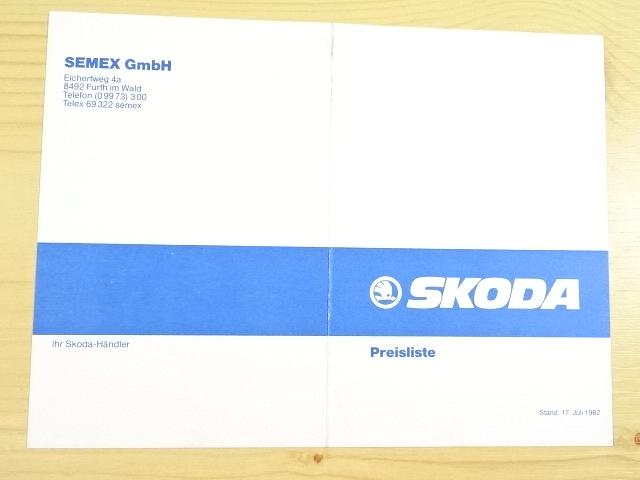 SEMEX GmbH
Eichertweg 4a
8492 Furth im Wald
Telefon (09973) 300
Telex 69322 semex
Ihr Skoda-Händler
SKODA
Preisliste
Stand: 17. Juli 1982